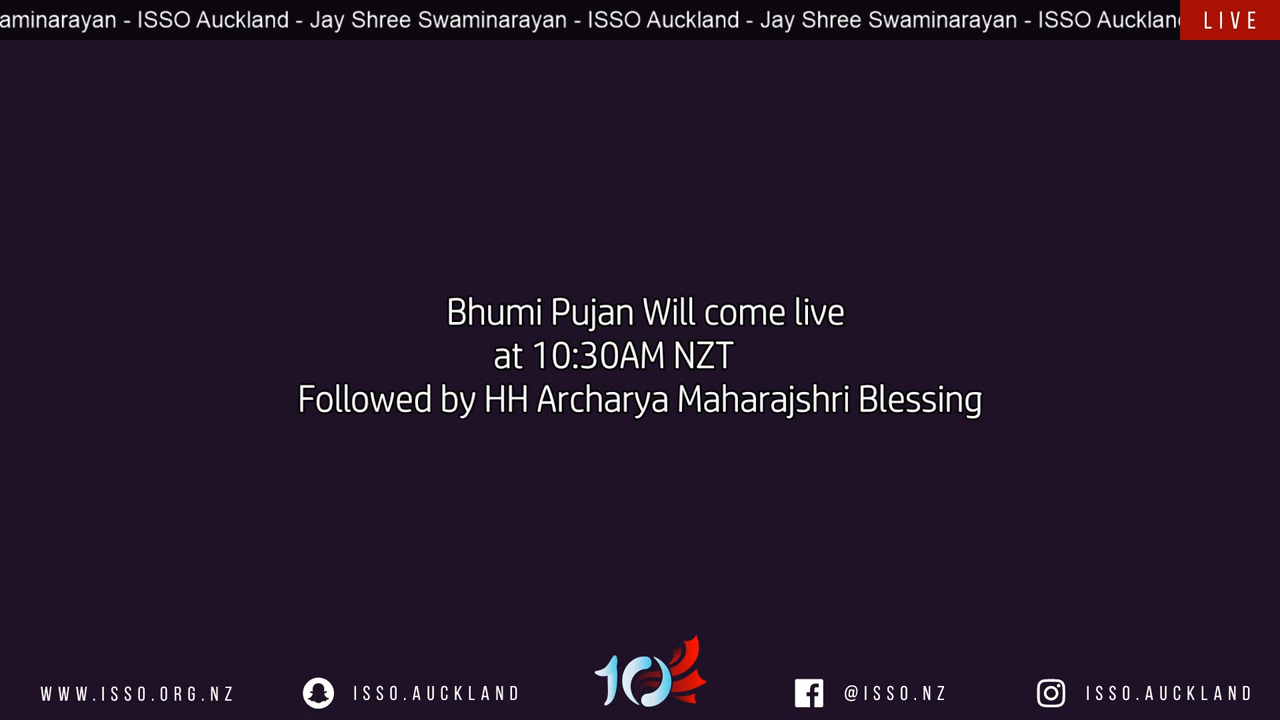 aminarayan - ISSO Auckland - Jay Shree Swaminarayan - ISSO Auckland - Jay Shree Swaminarayan - ISSO Auckland
LIVE
Bhumi Pujan Will come live
at 10:30AM NZT
Followed by HH Archarya Maharajshri Blessing
10
WWW.ISSO.ORG.NZ
ISSO.AUCKLAND
@ISSO.NZ
ISSO.AUCKLAND